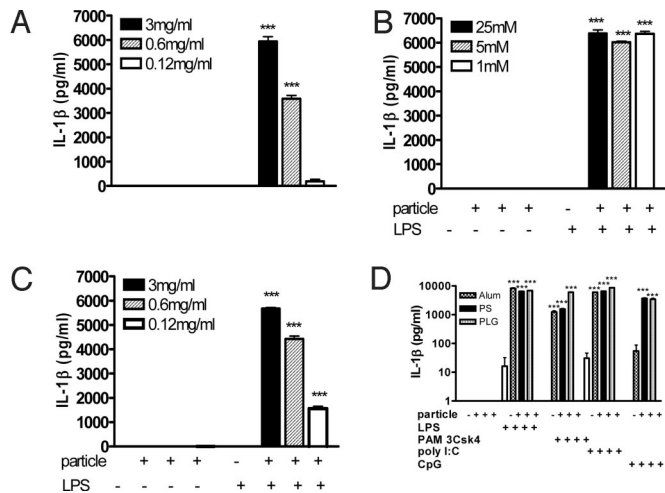 A
IL-1β (pg/ml)
7000
6000
5000
4000
3000
2000
1000
0
3mg/ml
0.6mg/ml
0.12mg/ml
***
***
B
IL-1β (pg/ml)
8000
7000
6000
5000
4000
3000
2000
1000
0
25mM
5mM
1mM
*** *** ***
particle - + + + - + + +
LPS - - - - + + + +
C
IL-1β (pg/ml)
7000
6000
5000
4000
3000
2000
1000
0
3mg/ml
0.6mg/ml
0.12mg/ml
***
***
***
particle - + + + - + + +
LPS - - - - + + + +
D
IL-1β (pg/ml)
10000
1000
100
10
1
Alum
PS
PLG
*** *** ***
*** *** ***
*** *** ***
*** ***
particle - + + + - + + + - + + + - + + + - + + +
LPS + + + +
PAM 3Csk4 + + + +
poly I:C + + + +
CpG + + + +